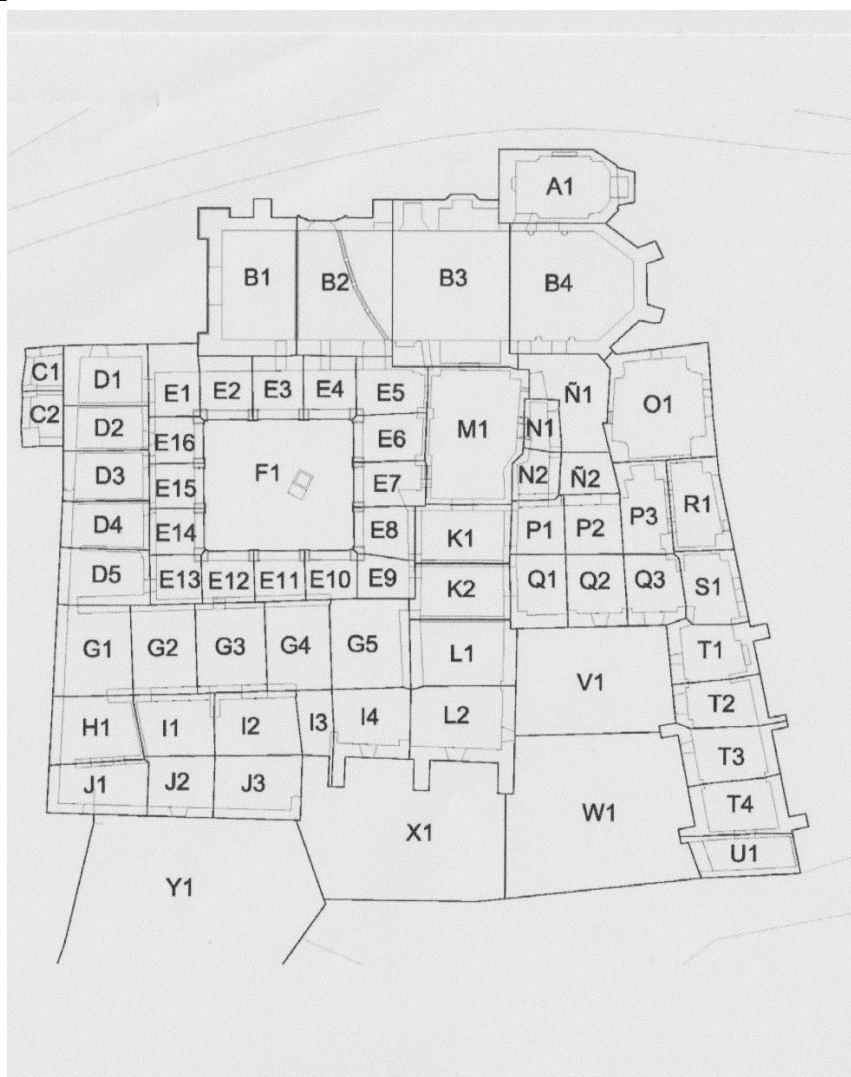 A1
B1 B2 B3 B4
C1 D1 E1 E2 E3 E4 E5 Ñ1 O1
C2 D2 E16 E6 M1 N1
D3 E15 F1 E7 N2 Ñ2
D4 E14 E8 K1 P1 P2 P3 R1
D5 E13 E12 E11 E10 E9 K2 Q1 Q2 Q3 S1
G1 G2 G3 G4 G5 L1 V1 T1
H1 I1 I2 I3 I4 L2 T2
J1 J2 J3 T3
X1 W1 T4
Y1 U1